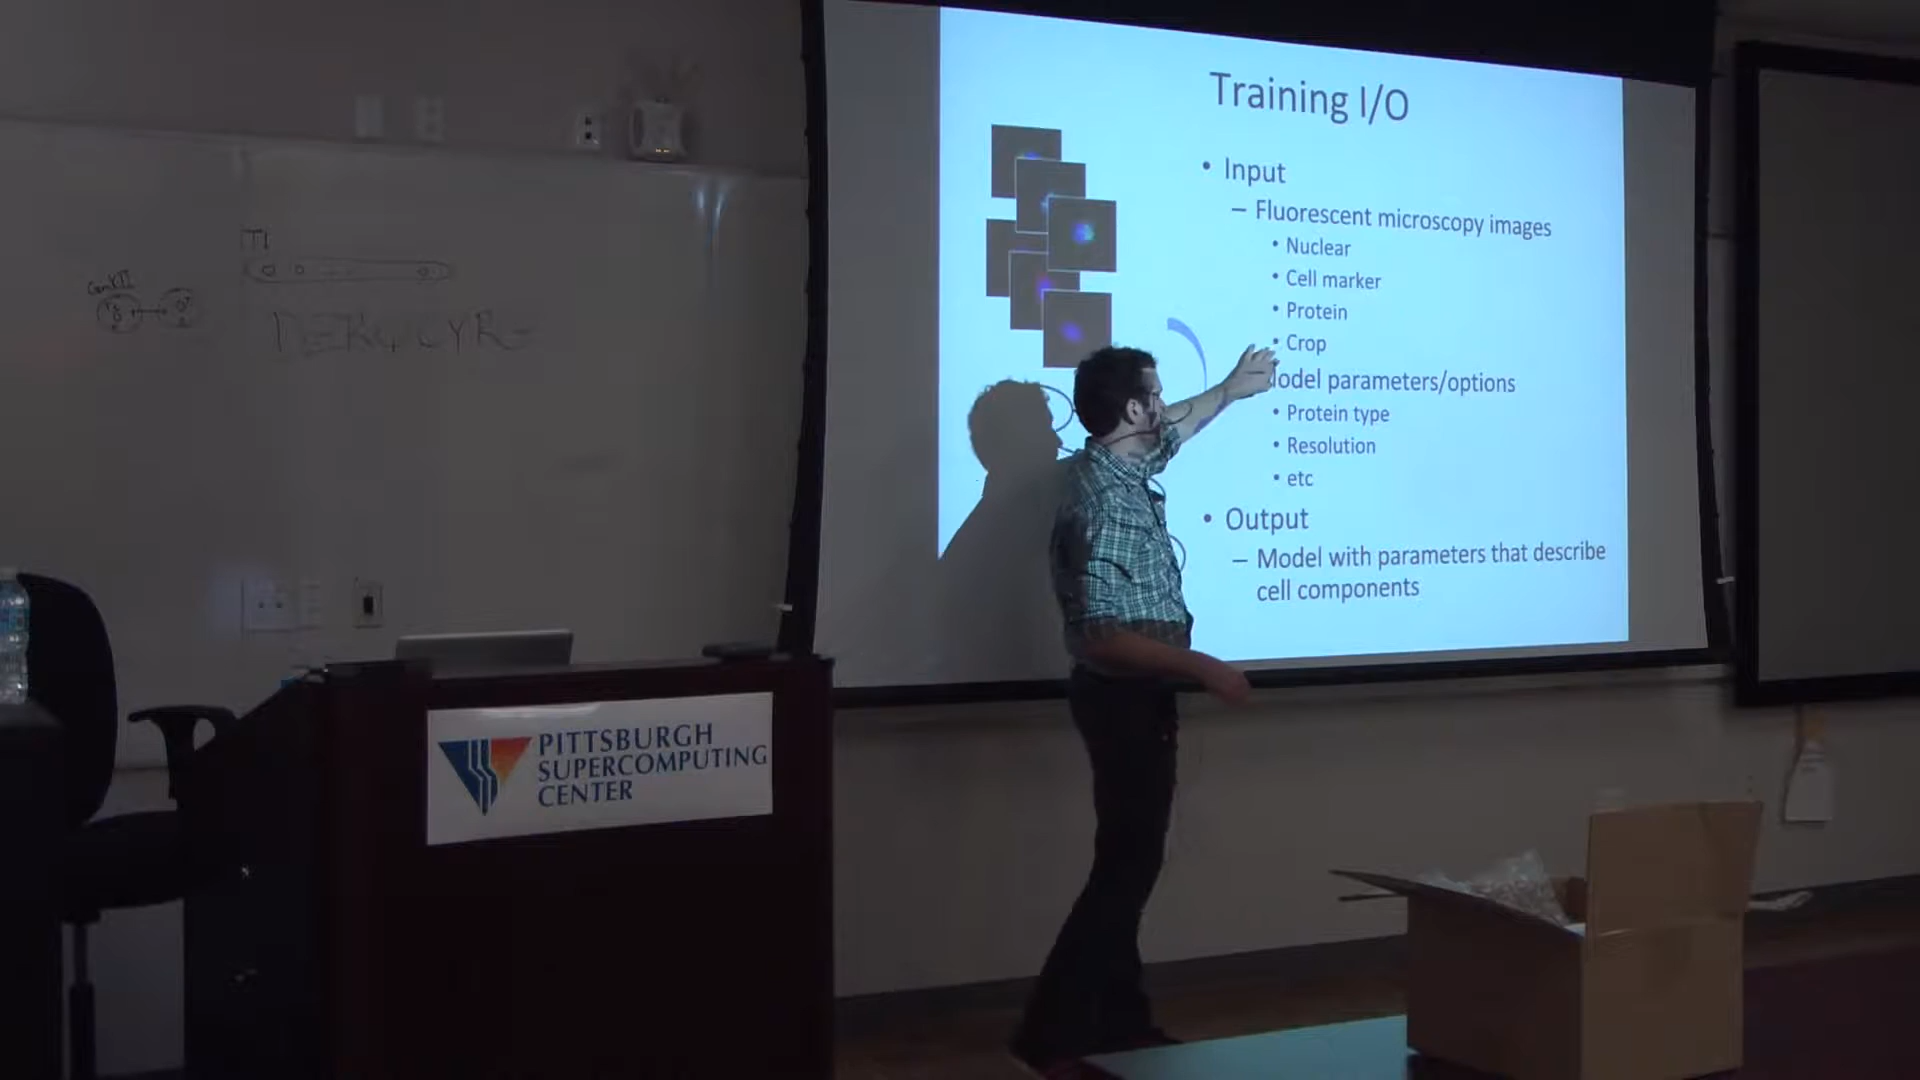 Training I/O
• Input
– Fluorescent microscopy images
• Nuclear
• Cell marker
• Protein
• Crop
odel parameters/options
• Protein type
• Resolution
• etc
• Output
– Model with parameters that describe
cell components
PITTSBURGH
SUPERCOMPUTING
CENTER